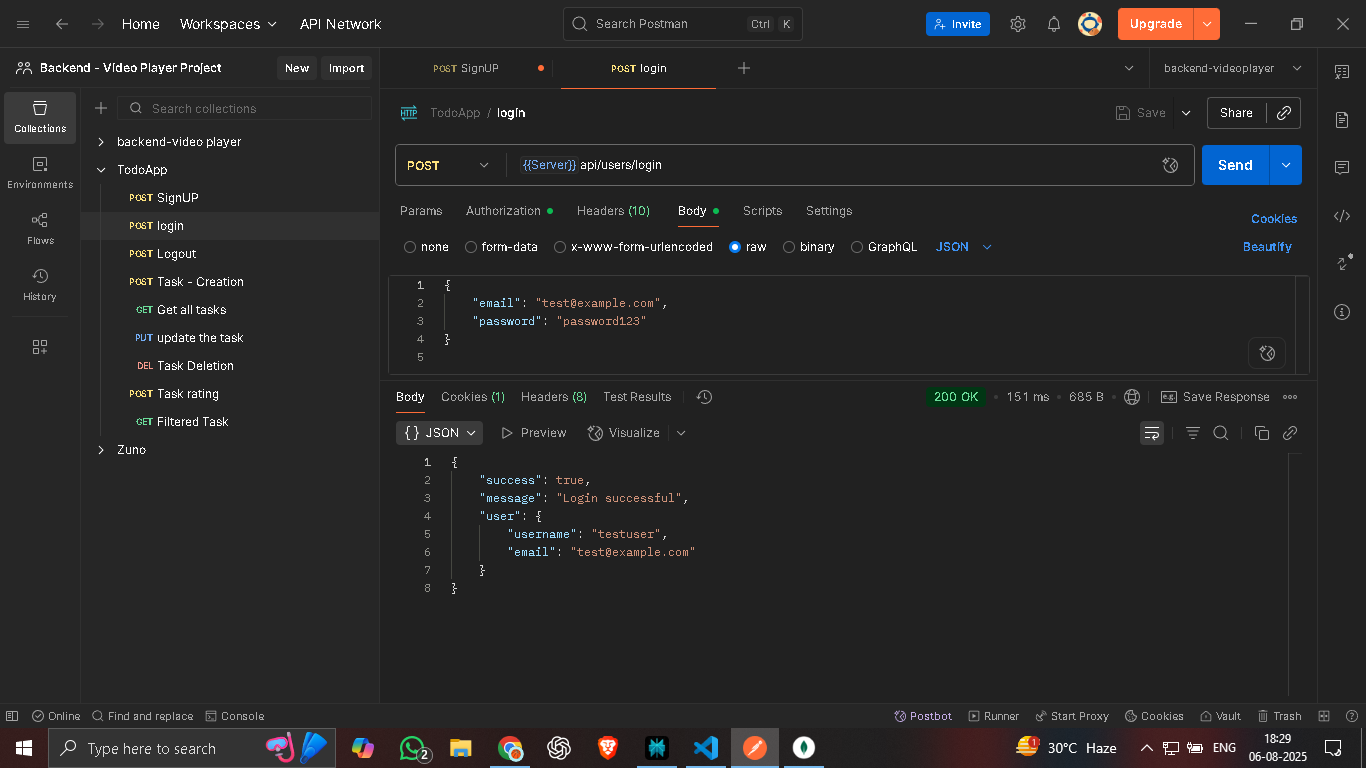 Home Workspaces API Network Search Postman Ctrl K Invite Upgrade
Backend - Video Player Project New Import
POST SignUP POST login backend-videoplayer
Collections
Environments
Flows
History
Search collections
backend-video player
TodoApp
POST SignUP
POST login
POST Logout
POST Task - Creation
GET Get all tasks
PUT update the task
DEL Task Deletion
POST Task rating
GET Filtered Task
Zuno
HTTP TodoApp / login Save Share
POST {{Server}} api/users/login Send
Params Authorization Headers (10) Body Scripts Settings Cookies
none form-data x-www-form-urlencoded raw binary GraphQL JSON Beautify
1 {
2 "email": "test@example.com",
3 "password": "password123"
4 }
5
Body Cookies (1) Headers (8) Test Results 200 OK 151 ms 685 B Save Response
{} JSON Preview Visualize
1 {
2 "success": true,
3 "message": "Login successful",
4 "user": {
5 "username": "testuser",
6 "email": "test@example.com"
7 }
8 }
Online Find and replace Console Postbot Runner Start Proxy Cookies Vault Trash
Type here to search 2 1 30°C Haze ENG 18:29
06-08-2025